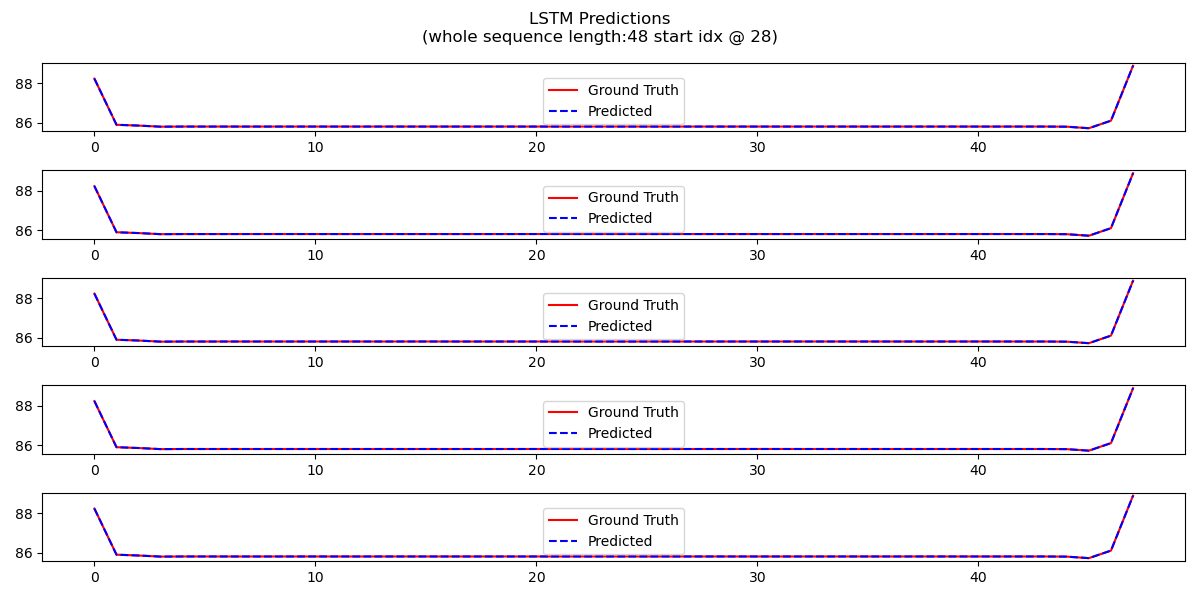 LSTM Predictions
(whole sequence length:48 start idx @ 28)
88
86
Ground Truth
Predicted
0 10 20 30 40
88
86
Ground Truth
Predicted
0 10 20 30 40
88
86
Ground Truth
Predicted
0 10 20 30 40
88
86
Ground Truth
Predicted
0 10 20 30 40
88
86
Ground Truth
Predicted
0 10 20 30 40